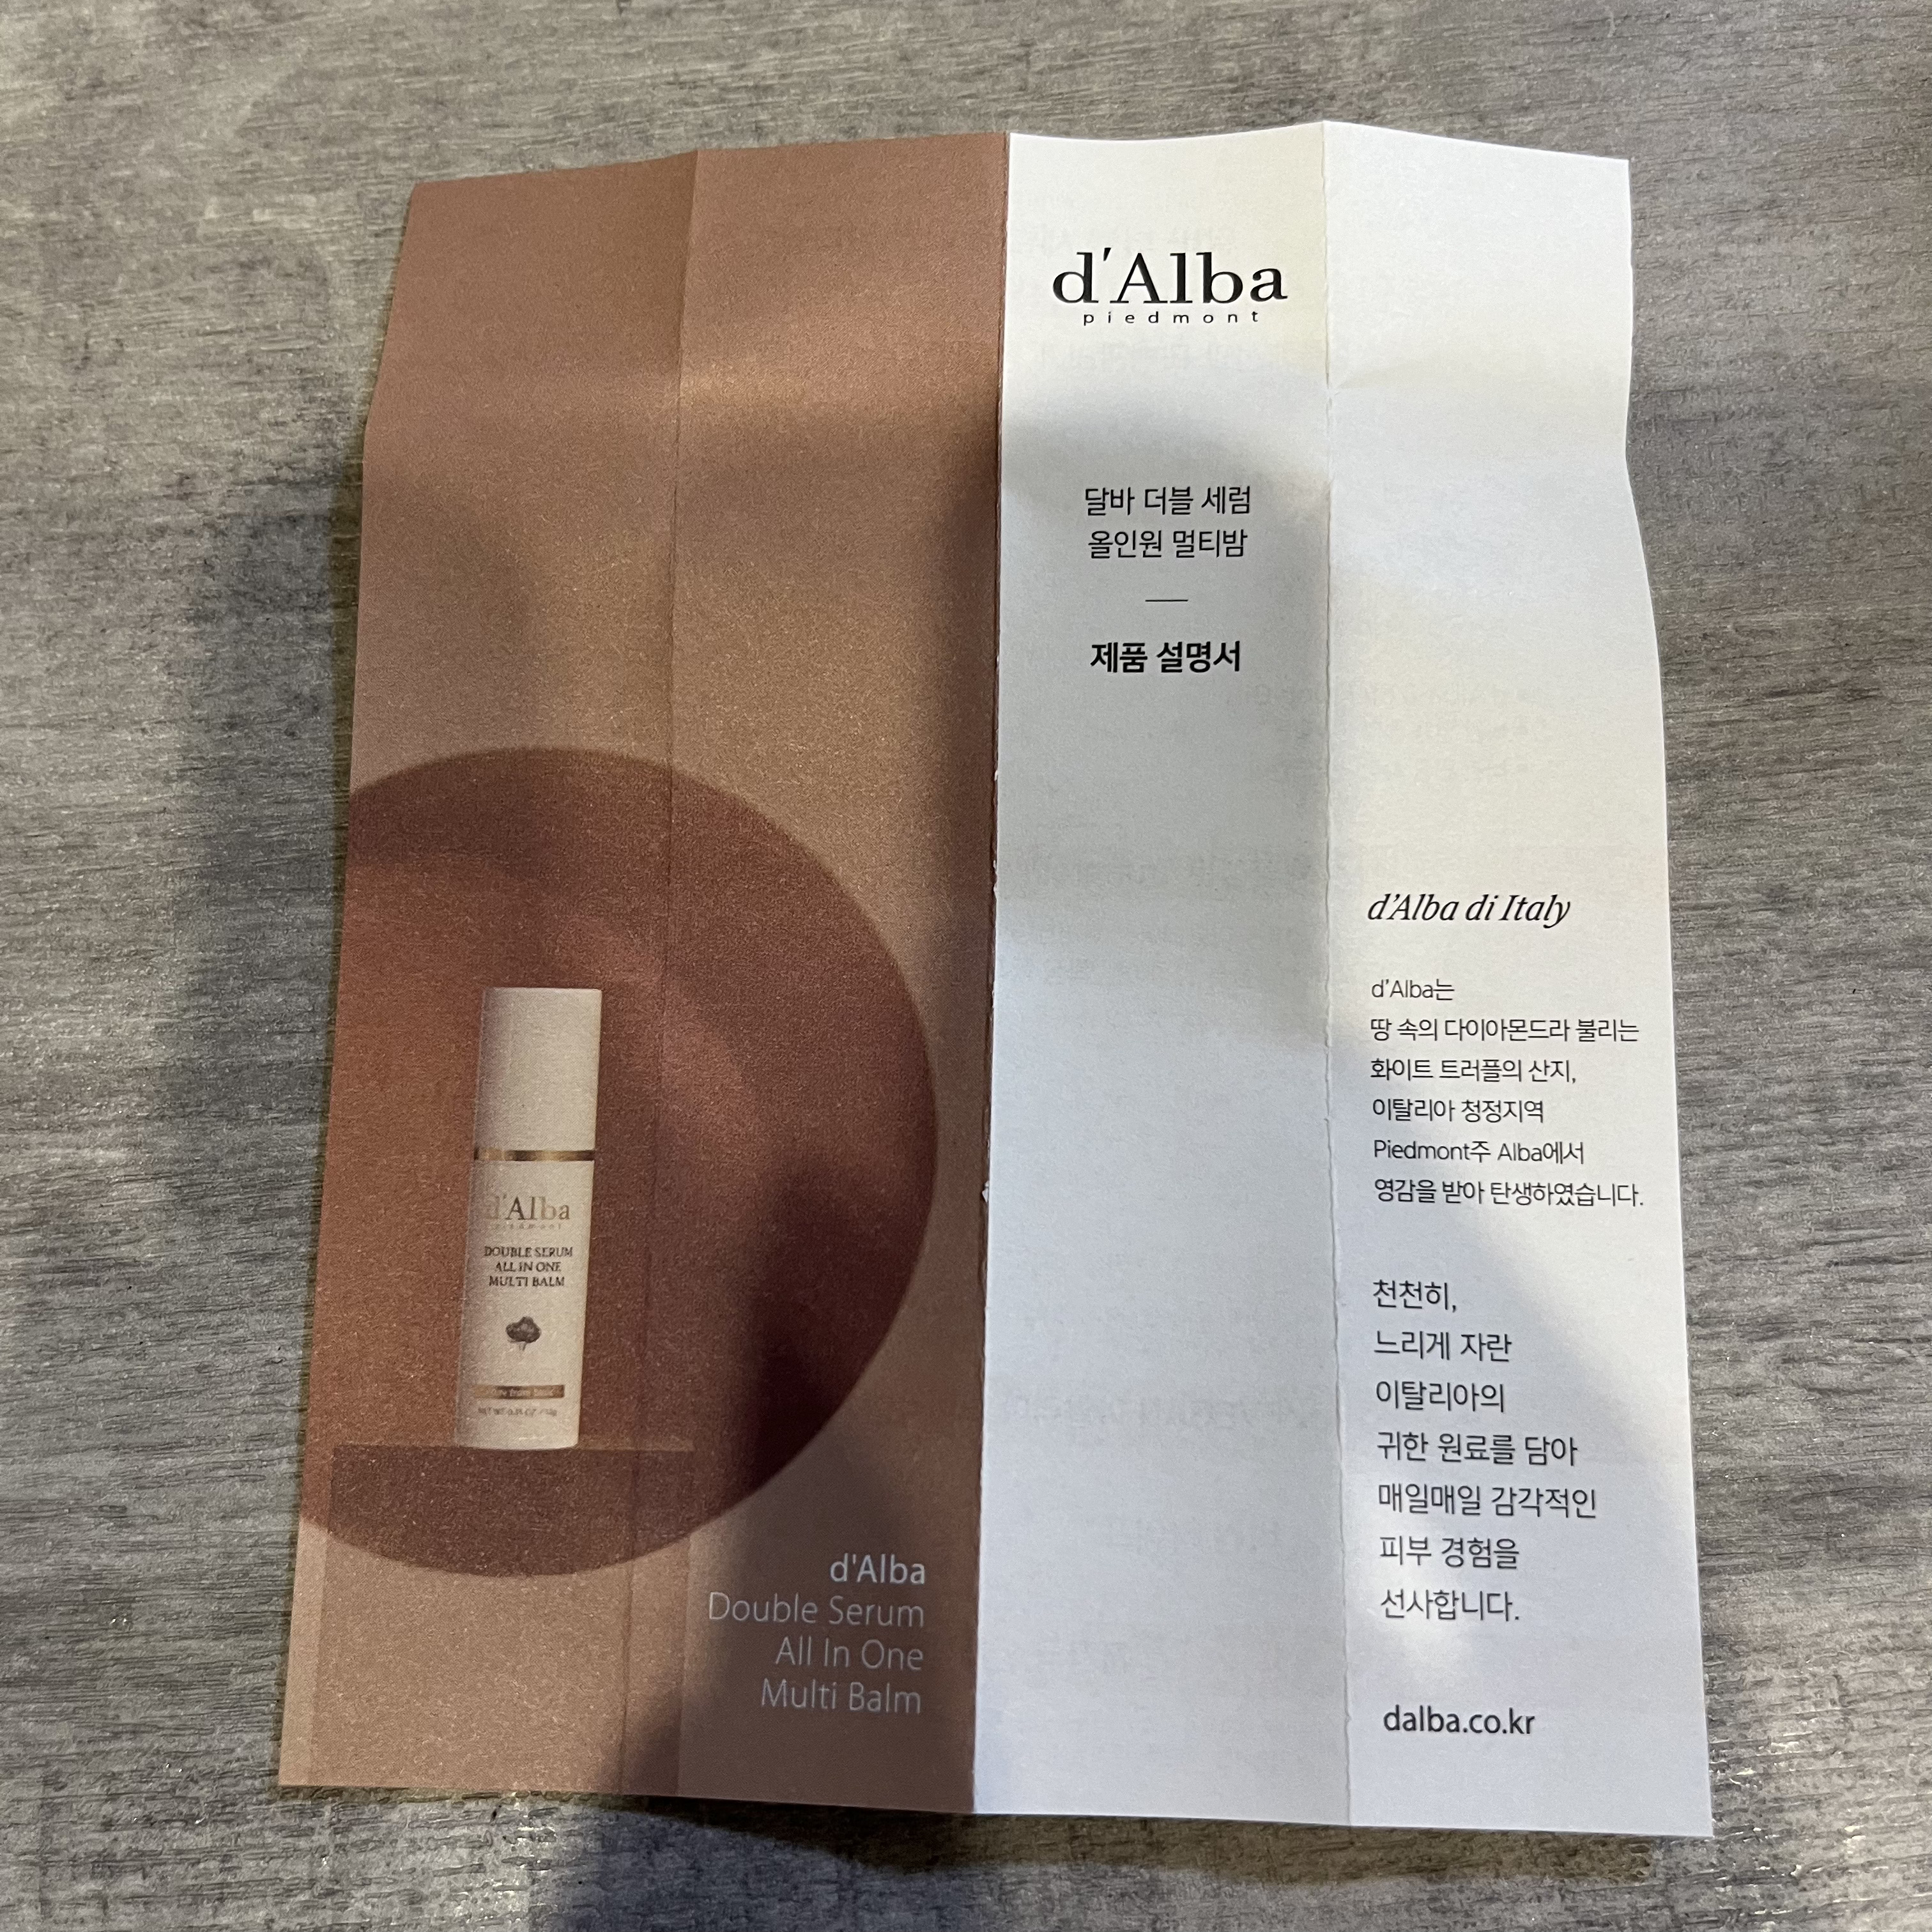 d'Alba
piedmont
DOUBLE SERUM
ALL IN ONE
MULTI BALM
d'Alba
Double Serum
All In One
Multi Balm
d'Alba
piedmont
달바 더블 세럼
올인원 멀티밤
제품 설명서
d'Alba di Italy
d'Alba는
땅 속의 다이아몬드라 불리는
화이트 트러플의 산지,
이탈리아 청정지역
Piedmont주 Alba에서
영감을 받아 탄생하였습니다.
천천히,
느리게 자란
이탈리아의
귀한 원료를 담아
매일매일 감각적인
피부 경험을
선사합니다.
dalba.co.kr